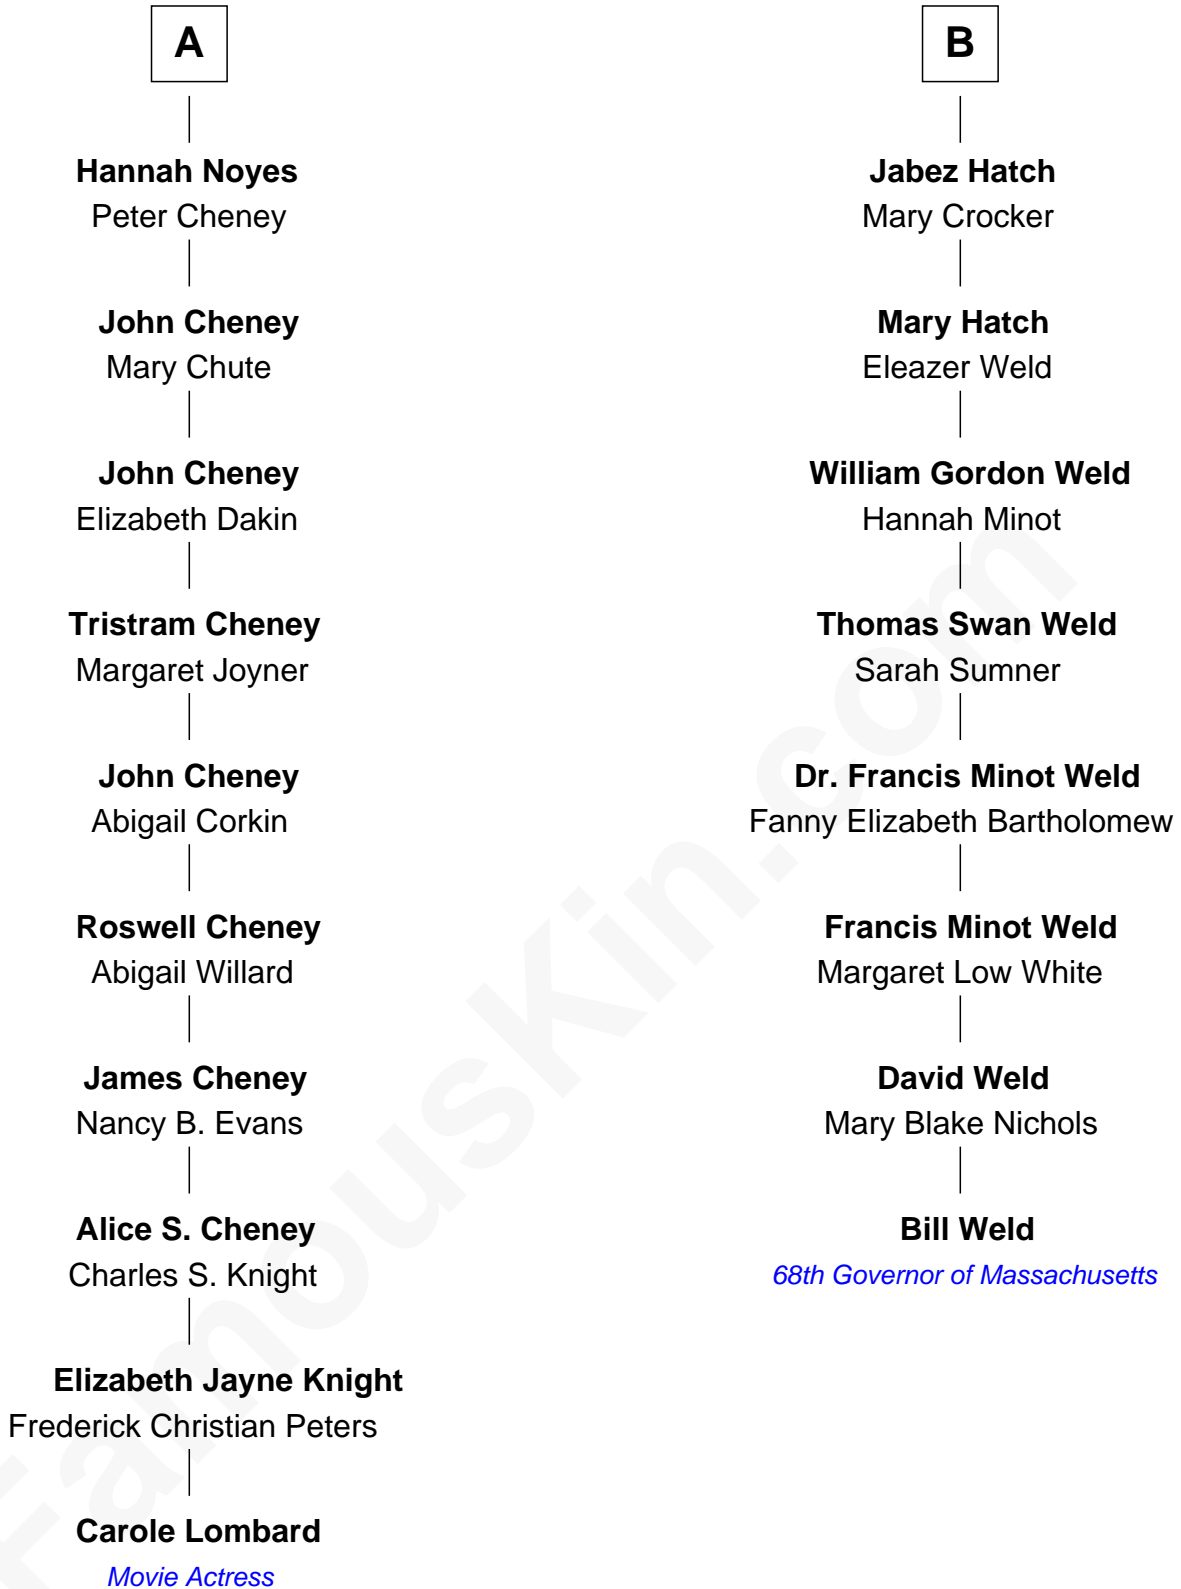 A
Hannah Noyes
Peter Cheney
John Cheney
Mary Chute
John Cheney
Elizabeth Dakin
Tristram Cheney
Margaret Joyner
John Cheney
Abigail Corkin
Roswell Cheney
Abigail Willard
James Cheney
Nancy B. Evans
Alice S. Cheney
Charles S. Knight
Elizabeth Jayne Knight
Frederick Christian Peters
Carole Lombard
Movie Actress
B
Jabez Hatch
Mary Crocker
Mary Hatch
Eleazer Weld
William Gordon Weld
Hannah Minot
Thomas Swan Weld
Sarah Sumner
Dr. Francis Minot Weld
Fanny Elizabeth Bartholomew
Francis Minot Weld
Margaret Low White
David Weld
Mary Blake Nichols
Bill Weld
68th Governor of Massachusetts
FamousKin.com